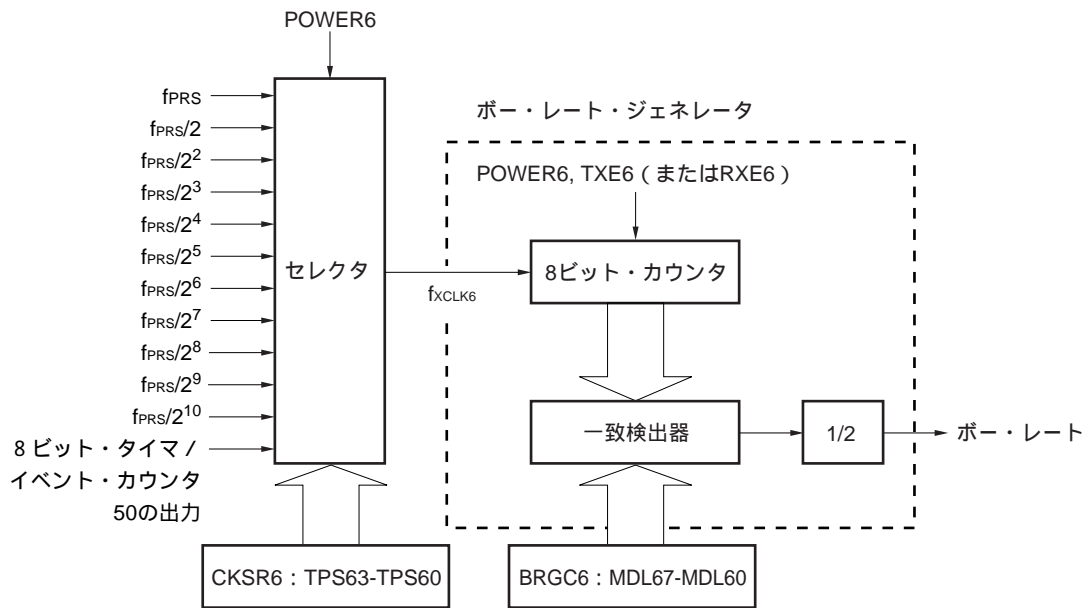 POWER6
fPRS
fPRS/2
fPRS/2²
fPRS/2³
fPRS/2⁴
fPRS/2⁵
fPRS/2⁶
fPRS/2⁷
fPRS/2⁸
fPRS/2⁹
fPRS/2¹⁰
8 ビット・タイマ /
イベント・カウンタ
50の出力
セレクタ
fXCLK6
ボー・レート・ジェネレータ
POWER6, TXE6（またはRXE6）
8ビット・カウンタ
一致検出器
1/2
ボー・レート
CKSR6：TPS63-TPS60
BRGC6：MDL67-MDL60